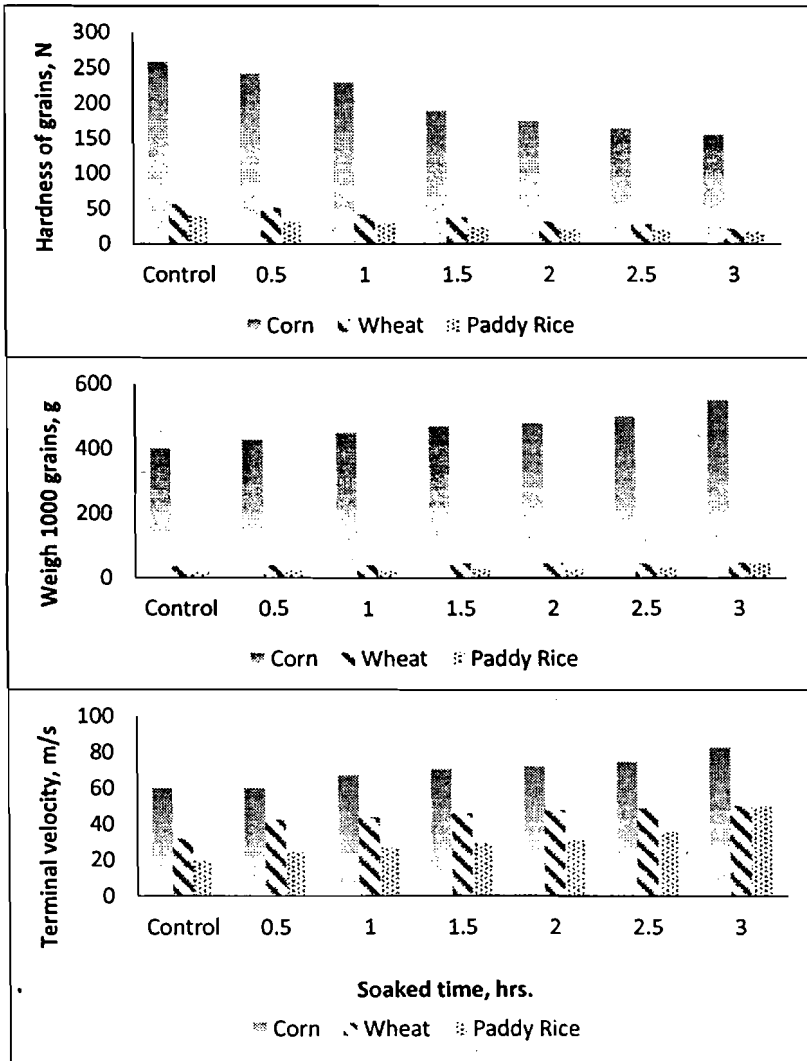 Hardness of grains, N
300
250
200
150
100
50
0
Control 0.5 1 1.5 2 2.5 3
Corn Wheat Paddy Rice
Weigh 1000 grains, g
600
400
200
0
Control 0.5 1 1.5 2 2.5 3
Corn Wheat Paddy Rice
Terminal velocity, m/s
100
80
60
40
20
0
Control 0.5 1 1.5 2 2.5 3
Soaked time, hrs.
Corn Wheat Paddy Rice